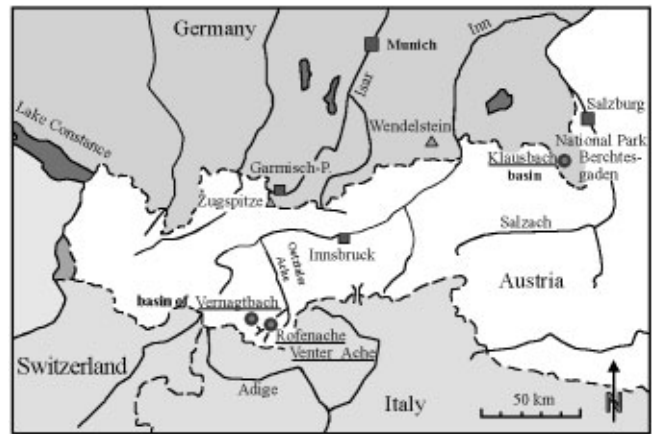 Germany
Inn
Munich
Isar
Lake Constance
Wendelstein
Salzburg
National Park
Berchtes-
gaden
Klausbach
basin
Garmisch-P.
Zugspitze
Salzach
Innsbruck
Ötztaler
Ache
Austria
basin of Vernagtbach
Rofenache
Venter Ache
Switzerland
Adige
Italy
50 km
N